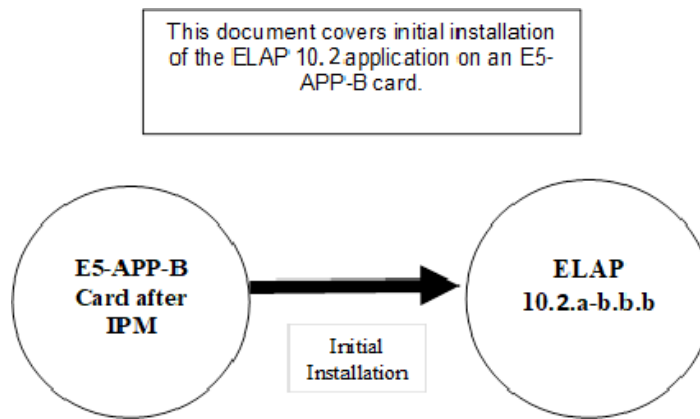 This document covers initial installation
of the ELAP 10.2 application on an E5-
APP-B card.
E5-APP-B
Card after
IPM
Initial
Installation
ELAP
10.2.a-b.b.b